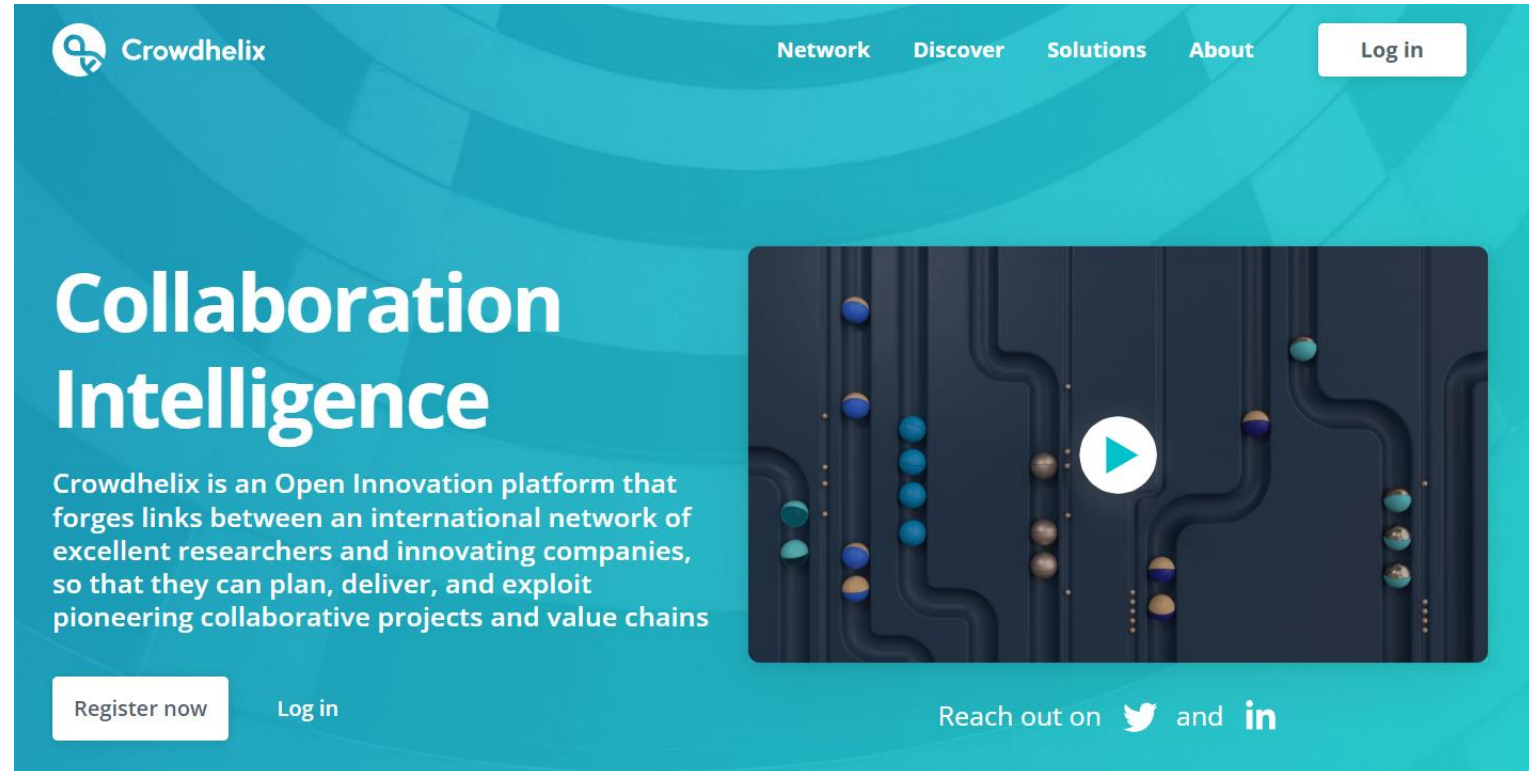 Crowdhelix
Network Discover Solutions About Log in
Collaboration
Intelligence
Crowdhelix is an Open Innovation platform that
forges links between an international network of
excellent researchers and innovating companies,
so that they can plan, deliver, and exploit
pioneering collaborative projects and value chains
Register now Log in
Reach out on and in